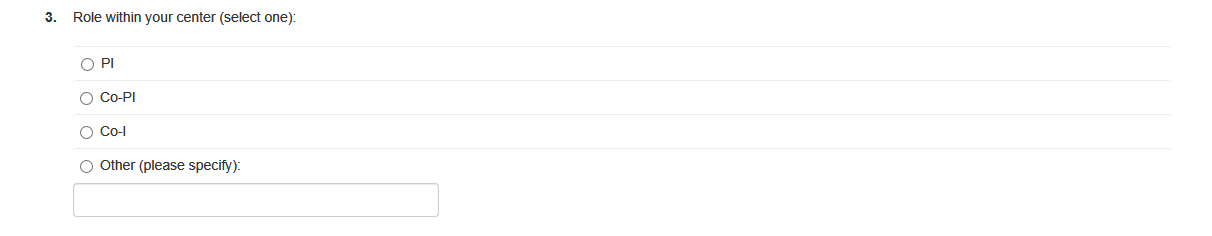 3. Role within your center (select one):
PI
Co-PI
Co-I
Other (please specify):